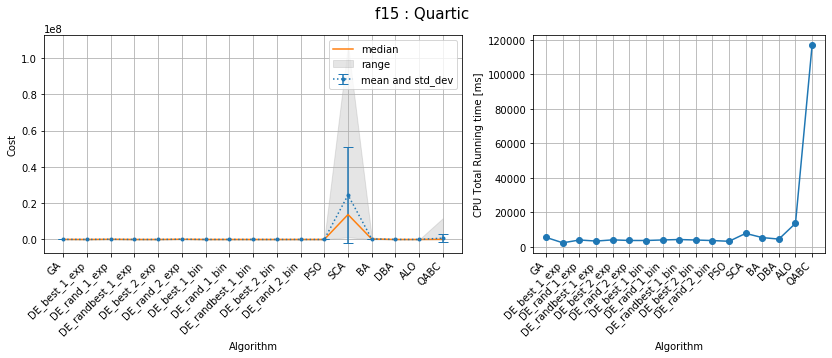 f15 : Quartic
1e8
median
range
mean and std_dev
Cost
1.0
0.8
0.6
0.4
0.2
0.0
GA
DE_best_1_exp
DE_rand_1_exp
DE_randbest_1_exp
DE_best_2_exp
DE_rand_2_exp
DE_best_1_bin
DE_rand_1_bin
DE_randbest_1_bin
DE_best_2_bin
DE_rand_2_bin
PSO
SCA
BA
DBA
ALO
QABC
Algorithm
CPU Total Running time [ms]
120000
100000
80000
60000
40000
20000
0
GA
DE_best_1_exp
DE_rand_1_exp
DE_randbest_1_exp
DE_best_2_exp
DE_rand_2_exp
DE_best_1_bin
DE_rand_1_bin
DE_randbest_1_bin
DE_best_2_bin
DE_rand_2_bin
PSO
SCA
BA
DBA
ALO
QABC
Algorithm